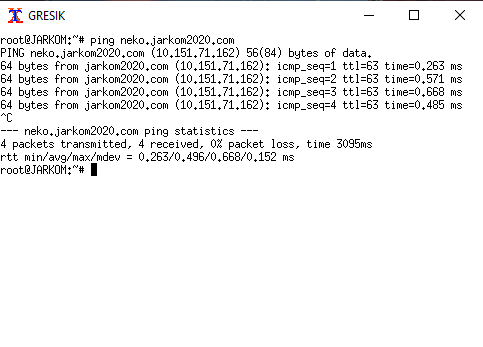 GRESIK
root@JARKOM:~# ping neko.jarkom2020.com
PING neko.jarkom2020.com (10.151.71.162) 56(84) bytes of data.
64 bytes from jarkom2020.com (10.151.71.162): icmp_seq=1 ttl=63 time=0.263 ms
64 bytes from jarkom2020.com (10.151.71.162): icmp_seq=2 ttl=63 time=0.571 ms
64 bytes from jarkom2020.com (10.151.71.162): icmp_seq=3 ttl=63 time=0.668 ms
64 bytes from jarkom2020.com (10.151.71.162): icmp_seq=4 ttl=63 time=0.485 ms
^C
--- neko.jarkom2020.com ping statistics ---
4 packets transmitted, 4 received, 0% packet loss, time 3095ms
rtt min/avg/max/mdev = 0.263/0.496/0.668/0.152 ms
root@JARKOM:~#